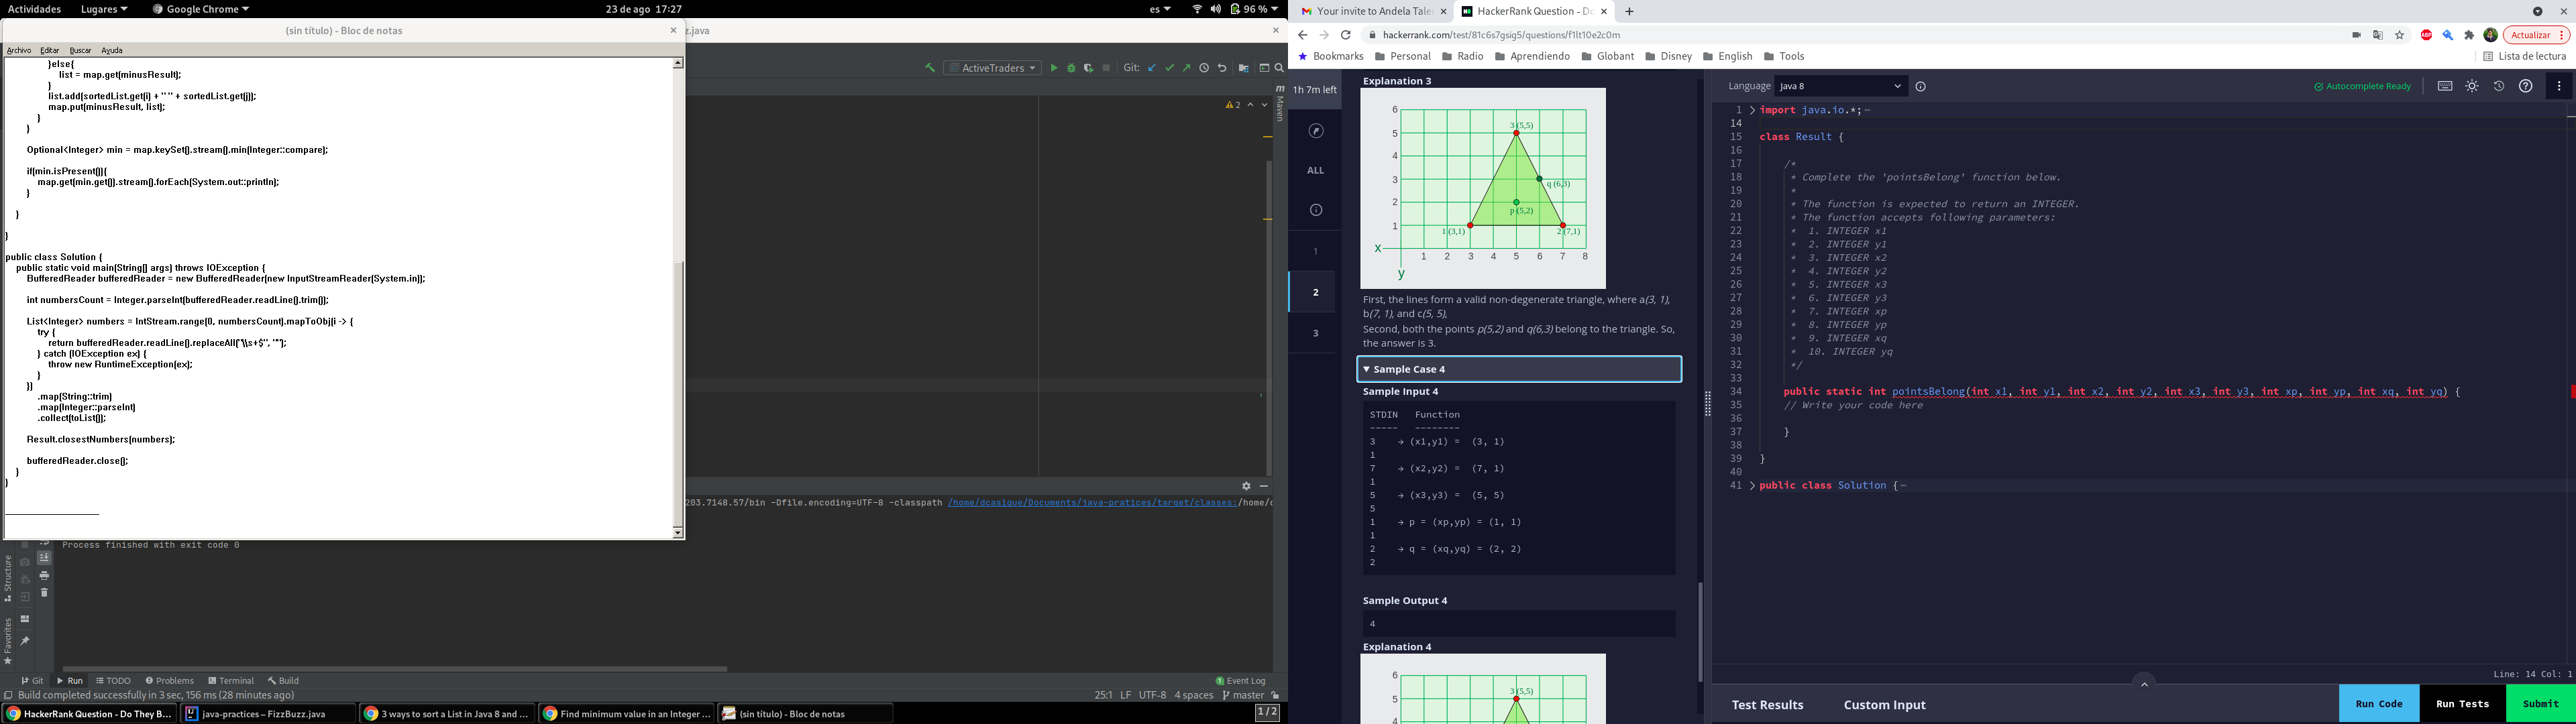 Actividades Lugares Google Chrome 23 de ago 17:27 es 96 %
(sin título) - Bloc de notas
Archivo Editar Buscar Ayuda
}else{
list = map.get(minusResult);
}
list.add(sortedList.get(i) + " " + sortedList.get(j));
map.put(minusResult, list);
}
}
Optional<Integer> min = map.keySet().stream().min(Integer::compare);
if(min.isPresent()){
map.get(min.get()).stream().forEach(System.out::println);
}
}
}
public class Solution {
public static void main(String[] args) throws IOException {
BufferedReader bufferedReader = new BufferedReader(new InputStreamReader(System.in));
int numbersCount = Integer.parseInt(bufferedReader.readLine().trim());
List<Integer> numbers = IntStream.range(0, numbersCount).mapToObj(i -> {
try {
return bufferedReader.readLine().replaceAll("\\s+$", "");
} catch (IOException ex) {
throw new RuntimeException(ex);
}
})
.map(String::trim)
.map(Integer::parseInt)
.collect(toList());
Result.closestNumbers(numbers);
bufferedReader.close();
}
}
z.java
ActiveTraders Git:
2
Maven
203.7148.57/bin -Dfile.encoding=UTF-8 -classpath /home/dcasique/Documents/java-pratices/target/classes:/home/d
Process finished with exit code 0
Structure
Favorites
Git Run TODO Problems Terminal Build 1 Event Log
Build completed successfully in 3 sec, 156 ms (28 minutes ago) 25:1 LF UTF-8 4 spaces master
HackerRank Question - Do They B... java-practices – FizzBuzz.java 3 ways to sort a List in Java 8 and ... Find minimum value in an Integer ... (sin título) - Bloc de notas 1 / 2
Your invite to Andela Tale HackerRank Question - Do
hackerrank.com/test/81c6s7gsig5/questions/f1lt10e2c0m ABP Actualizar
Bookmarks Personal Radio Aprendiendo Globant Disney English Tools Lista de lectura
1h 7m left
ALL
1
2
3
Explanation 3
6
5
4
3
2
1
3 (5,5)
q (6,3)
p (5,2)
1 (3,1) 2 (7,1)
x
y
1 2 3 4 5 6 7 8
First, the lines form a valid non-degenerate triangle, where a(3, 1),
b(7, 1), and c(5, 5),
Second, both the points p(5,2) and q(6,3) belong to the triangle. So,
the answer is 3.
▼ Sample Case 4
Sample Input 4
STDIN Function
----- --------
3 → (x1,y1) = (3, 1)
1
7 → (x2,y2) = (7, 1)
1
5 → (x3,y3) = (5, 5)
5
1 → p = (xp,yp) = (1, 1)
1
2 → q = (xq,yq) = (2, 2)
2
Sample Output 4
4
Explanation 4
6
5
4
3 (5,5)
Language Java 8 Autocomplete Ready
1 import java.io.*;
14
15 class Result {
16
17 /*
18 * Complete the 'pointsBelong' function below.
19 *
20 * The function is expected to return an INTEGER.
21 * The function accepts following parameters:
22 * 1. INTEGER x1
23 * 2. INTEGER y1
24 * 3. INTEGER x2
25 * 4. INTEGER y2
26 * 5. INTEGER x3
27 * 6. INTEGER y3
28 * 7. INTEGER xp
29 * 8. INTEGER yp
30 * 9. INTEGER xq
31 * 10. INTEGER yq
32 */
33
34 public static int pointsBelong(int x1, int y1, int x2, int y2, int x3, int y3, int xp, int yp, int xq, int yq) {
35 // Write your code here
36
37 }
38
39 }
40
41 public class Solution {
Line: 14 Col: 1
Test Results Custom Input Run Code Run Tests Submit